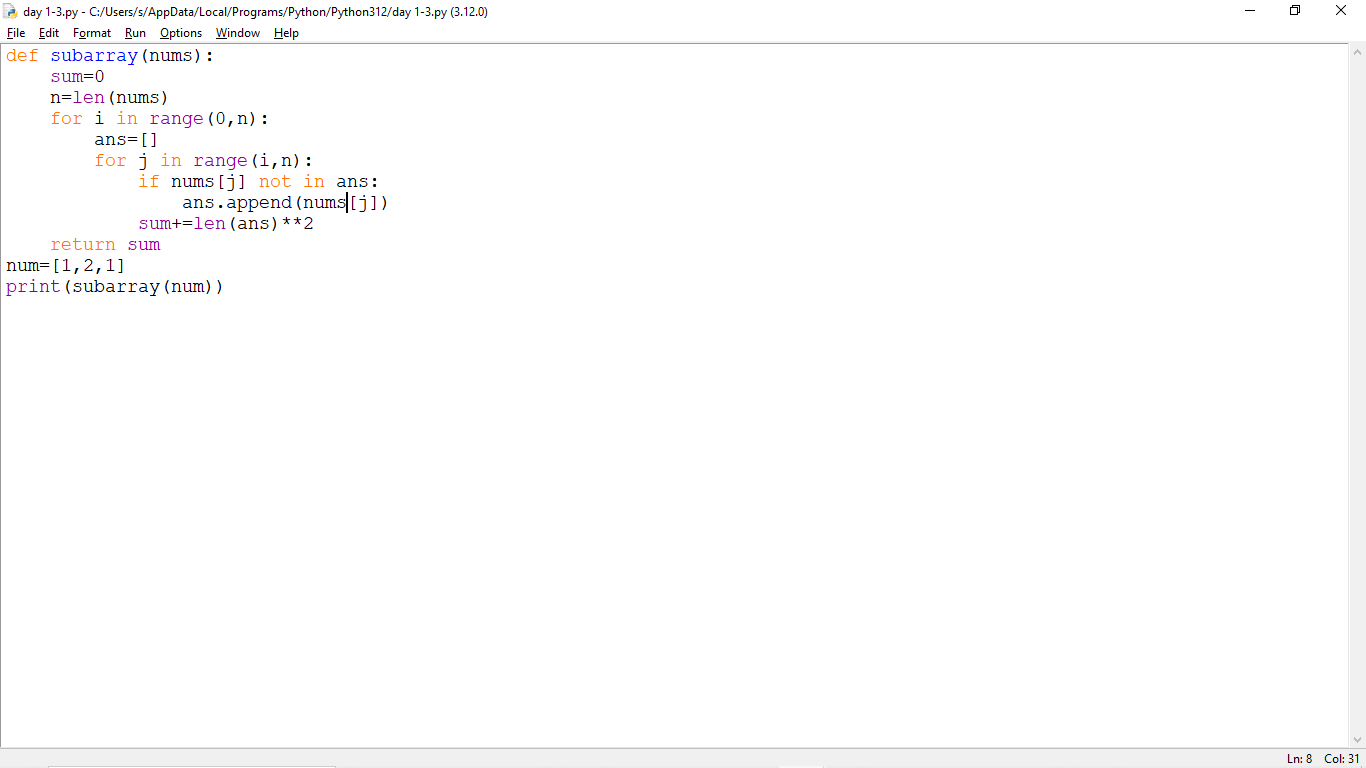 day 1-3.py - C:/Users/s/AppData/Local/Programs/Python/Python312/day 1-3.py (3.12.0)
File Edit Format Run Options Window Help
def subarray(nums):
    sum=0
    n=len(nums)
    for i in range(0,n):
        ans=[]
        for j in range(i,n):
            if nums[j] not in ans:
                ans.append(nums[j])
            sum+=len(ans)**2
    return sum
num=[1,2,1]
print(subarray(num))
Ln: 8 Col: 31